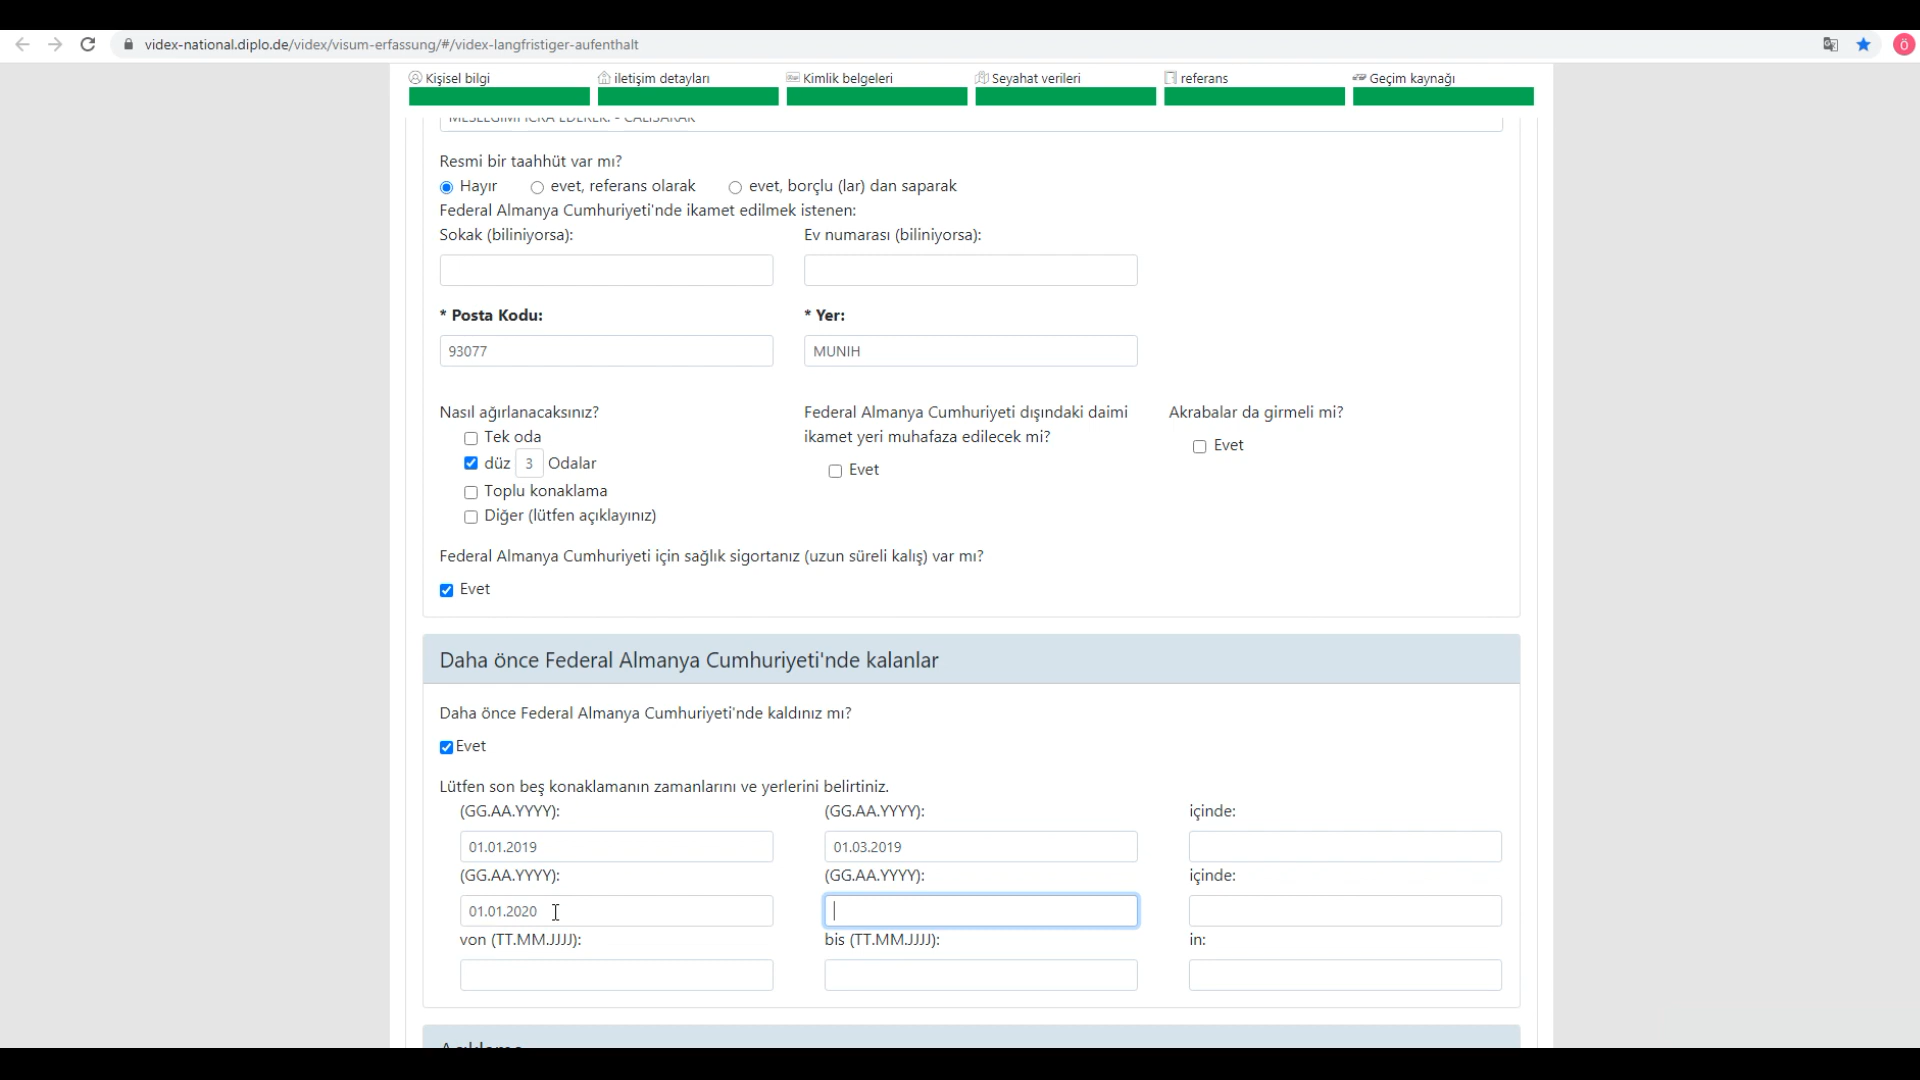 videx-national.diplo.de/videx/visum-erfassung/#/videx-langfristiger-aufenthalt
Ö
Kişisel bilgi
iletişim detayları
Kimlik belgeleri
Seyahat verileri
referans
Geçim kaynağı
MESLEGIMI ICRA EDEREK. - CALISARAK
Resmi bir taahhüt var mı?
Hayır evet, referans olarak evet, borçlu (lar) dan saparak
Federal Almanya Cumhuriyeti'nde ikamet edilmek istenen:
Sokak (biliniyorsa): Ev numarası (biliniyorsa):
* Posta Kodu: * Yer:
93077 MUNIH
Nasıl ağırlanacaksınız?
Tek oda
düz 3 Odalar
Toplu konaklama
Diğer (lütfen açıklayınız)
Federal Almanya Cumhuriyeti dışındaki daimi
ikamet yeri muhafaza edilecek mi?
Evet
Akrabalar da girmeli mi?
Evet
Federal Almanya Cumhuriyeti için sağlık sigortanız (uzun süreli kalış) var mı?
Evet
Daha önce Federal Almanya Cumhuriyeti'nde kalanlar
Daha önce Federal Almanya Cumhuriyeti'nde kaldınız mı?
Evet
Lütfen son beş konaklamanın zamanlarını ve yerlerini belirtiniz.
(GG.AA.YYYY): (GG.AA.YYYY): içinde:
01.01.2019 01.03.2019
(GG.AA.YYYY): (GG.AA.YYYY): içinde:
01.01.2020
von (TT.MM.JJJJ): bis (TT.MM.JJJJ): in: